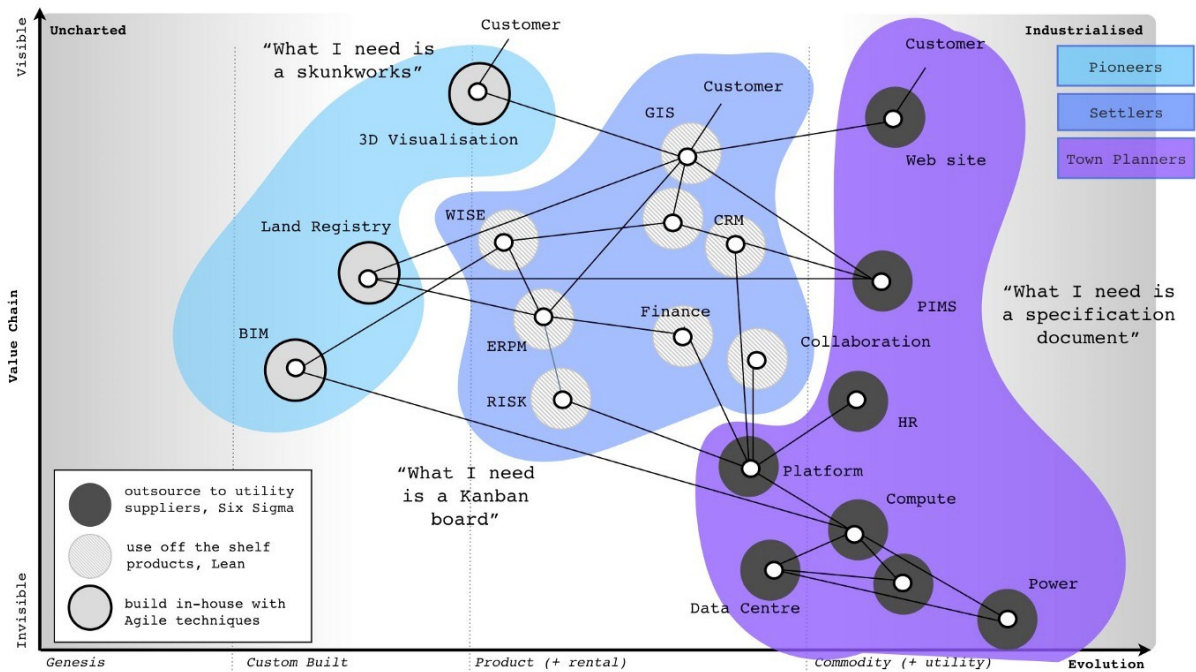 Uncharted
Customer
Industrialised
Visible
"What I need is
a skunkworks"
Customer
Pioneers
Customer
GIS
Settlers
3D Visualisation
Web site
Town Planners
WISE
CRM
Land Registry
"What I need is
a specification
document"
PIMS
Value Chain
BIM
Finance
ERPM
Collaboration
RISK
HR
"What I need
is a Kanban
board"
Platform
Compute
outsource to utility
suppliers, Six Sigma
use off the shelf
products, Lean
build in-house with
Agile techniques
Data Centre
Power
Invisible
Genesis
Custom Built
Product (+ rental)
Commodity (+ utility)
Evolution